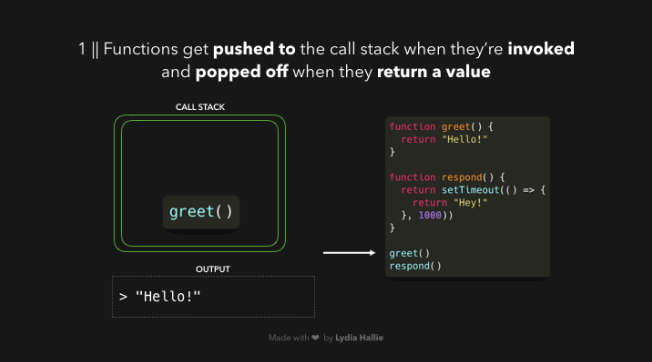 1 || Functions get pushed to the call stack when they're invoked
and popped off when they return a value
CALL STACK
greet()
OUTPUT
> "Hello!"
function greet() {
  return "Hello!"
}
function respond() {
  return setTimeout(() => {
    return "Hey!"
  }, 1000))
}
greet()
respond()
Made with ❤ by Lydia Hallie